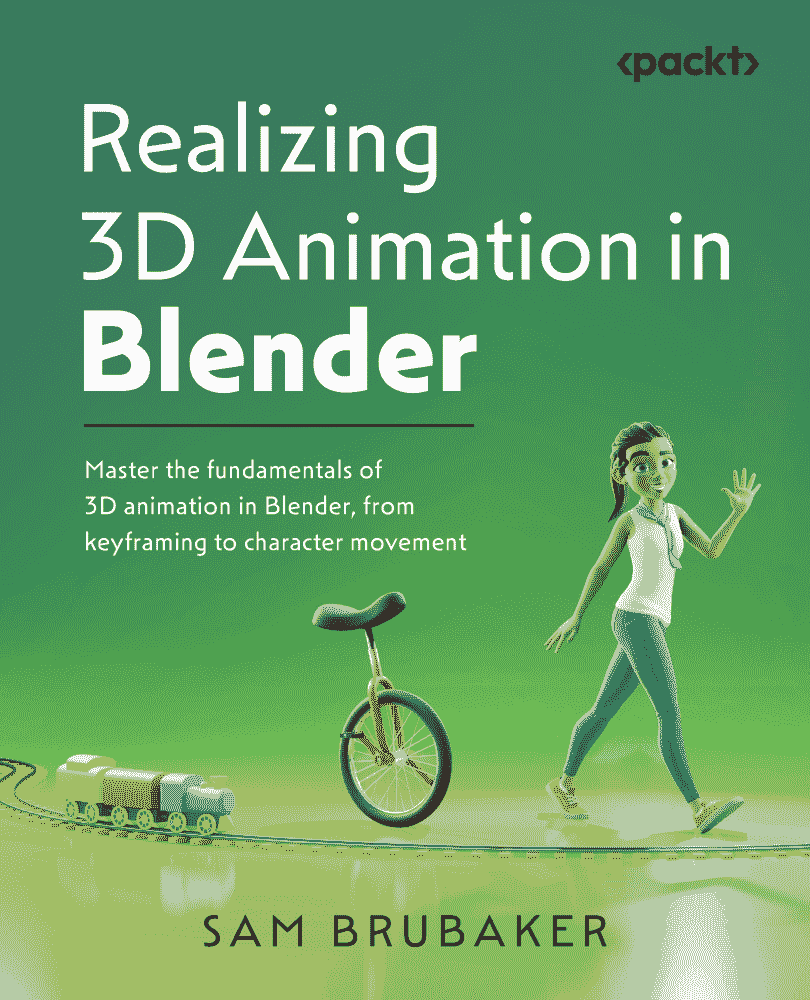 <packt>
Realizing
3D Animation in
Blender
Master the fundamentals of
3D animation in Blender, from
keyframing to character movement
SAM BRUBAKER